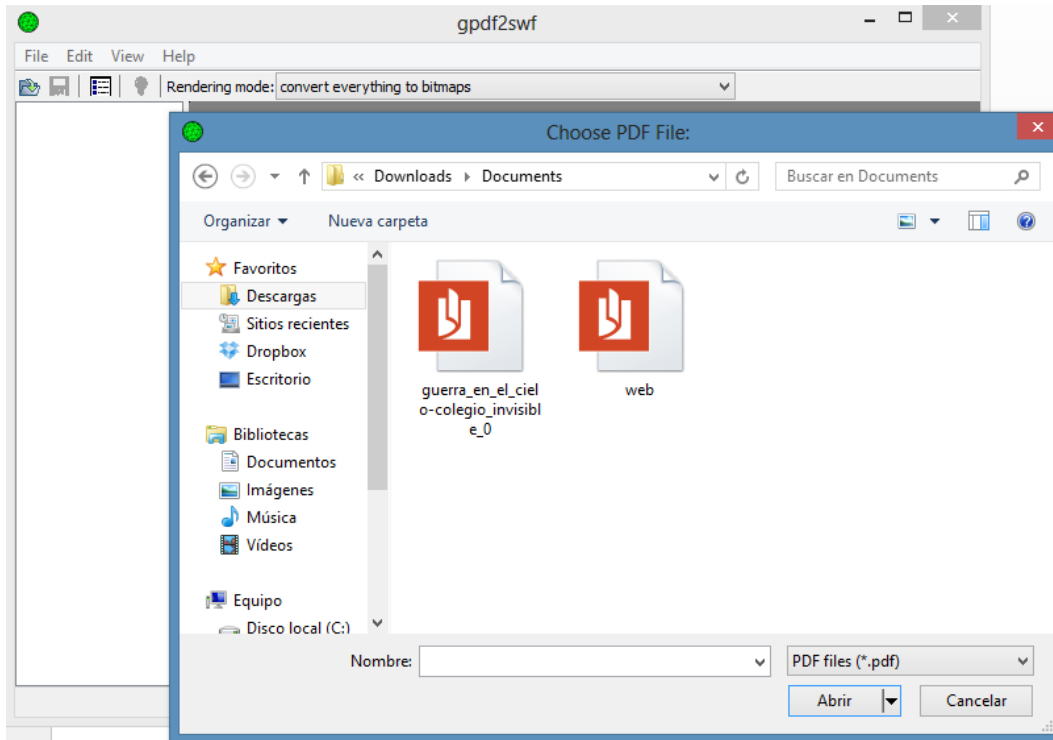 gpdf2swf
File Edit View Help
Rendering mode: convert everything to bitmaps
Choose PDF File:
« Downloads Documents
Buscar en Documents
Organizar Nueva carpeta
Favoritos
Descargas
Sitios recientes
Dropbox
Escritorio
Bibliotecas
Documentos
Imágenes
Música
Vídeos
Equipo
Disco local (C:)
guerra_en_el_ciel
o-colegio_invisibl
e_0
web
Nombre:
PDF files (*.pdf)
Abrir
Cancelar